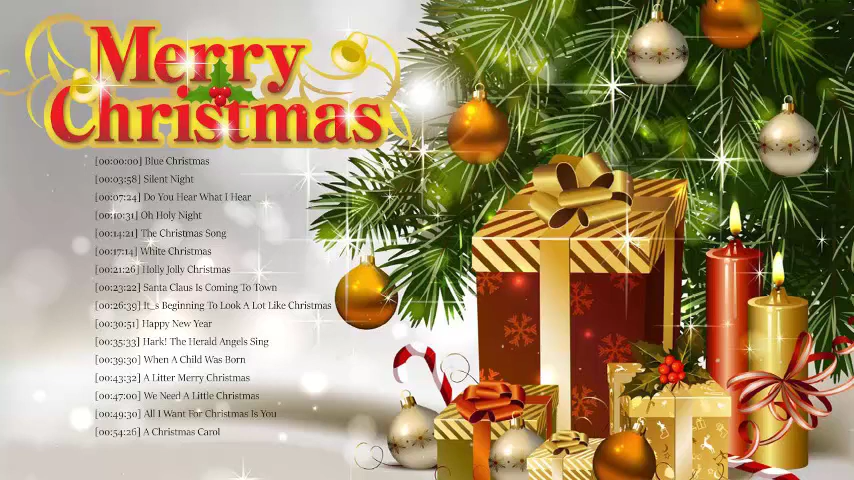 Merry
Christmas
[00:00:00] Blue Christmas
[00:03:58] Silent Night
[00:07:24] Do You Hear What I Hear
[00:10:31] Oh Holy Night
[00:14:21] The Christmas Song
[00:17:14] White Christmas
[00:21:26] Holly Jolly Christmas
[00:23:22] Santa Claus Is Coming To Town
[00:26:39] It_s Beginning To Look A Lot Like Christmas
[00:30:51] Happy New Year
[00:35:33] Hark! The Herald Angels Sing
[00:39:30] When A Child Was Born
[00:43:32] A Litter Merry Christmas
[00:47:00] We Need A Little Christmas
[00:49:30] All I Want For Christmas Is You
[00:54:26] A Christmas Carol